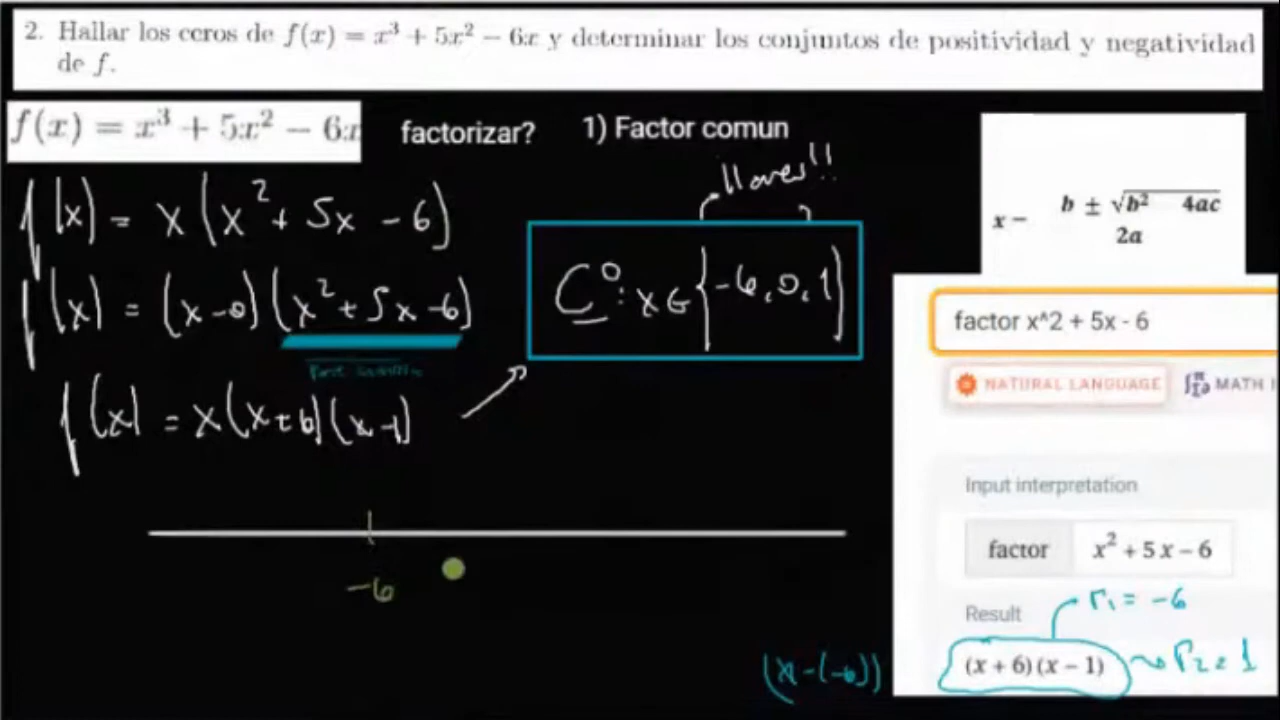 2. Hallar los ceros de f(x) = x³ + 5x² − 6x y determinar los conjuntos de positividad y negatividad
de f.
f(x) = x³ + 5x² − 6x
factorizar?
1) Factor comun
llaves!!
f(x) = x(x² + 5x − 6)
x = b ± √b² 4ac
2a
f(x) = (x−0)(x² + 5x − 6)
C⁰: x ∈ {−6, 0, 1}
factor x^2 + 5x - 6
NATURAL LANGUAGE
MATH I
f(x) = x(x+6)(x−1)
Input interpretation
factor
x² + 5x − 6
−6
r₁ = −6
Result
(x + 6)(x − 1)
r₂ = 1
(x−(−6))